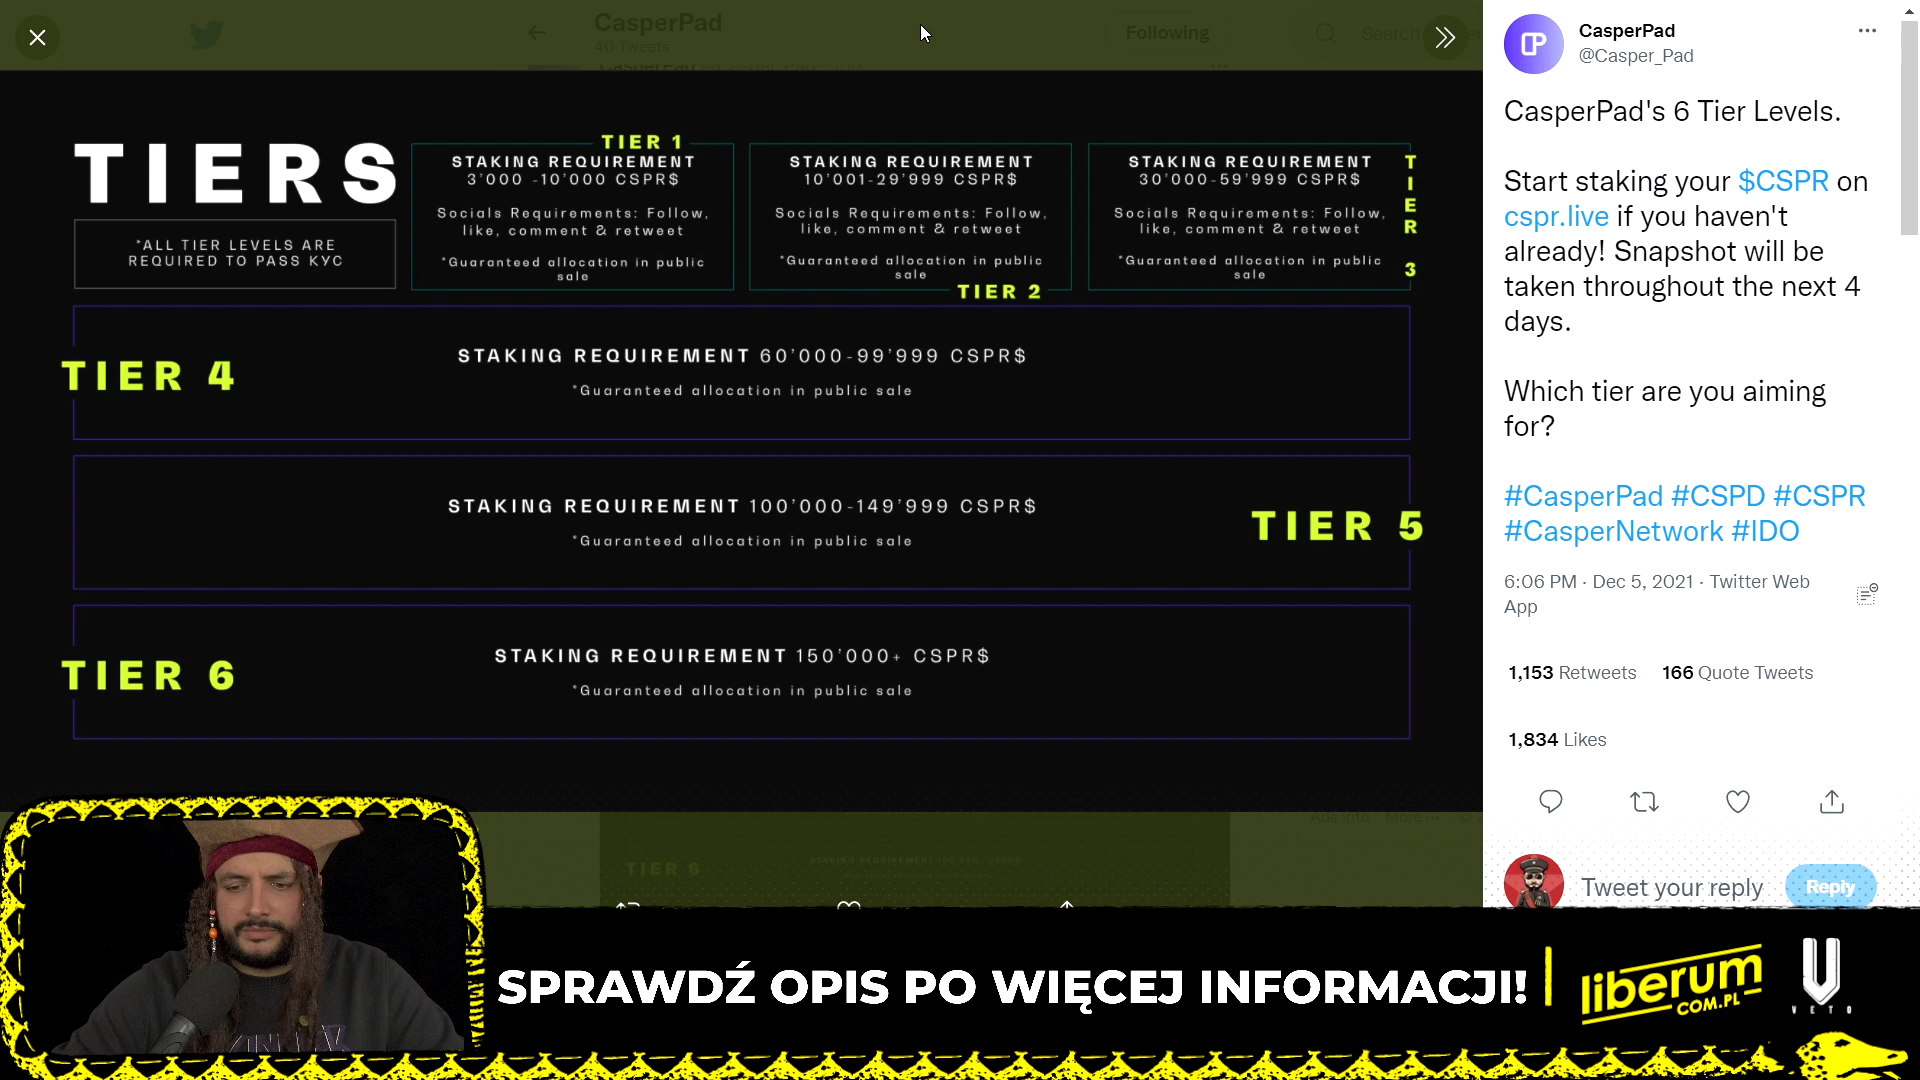 CasperPad
40 Tweets
Following
TIERS
*ALL TIER LEVELS ARE
REQUIRED TO PASS KYC
TIER 1
STAKING REQUIREMENT
3'000 -10'000 CSPR$
Socials Requirements: Follow,
like, comment & retweet
*Guaranteed allocation in public
sale
STAKING REQUIREMENT
10'001-29'999 CSPR$
Socials Requirements: Follow,
like, comment & retweet
*Guaranteed allocation in public
sale
TIER 2
STAKING REQUIREMENT
30'000-59'999 CSPR$
Socials Requirements: Follow,
like, comment & retweet
*Guaranteed allocation in public
sale
TIER 3
TIER 4
STAKING REQUIREMENT 60'000-99'999 CSPR$
*Guaranteed allocation in public sale
STAKING REQUIREMENT 100'000-149'999 CSPR$
*Guaranteed allocation in public sale
TIER 5
TIER 6
STAKING REQUIREMENT 150'000+ CSPR$
*Guaranteed allocation in public sale
TIER 6
Ads info More
CasperPad
@Casper_Pad
CasperPad's 6 Tier Levels.
Start staking your $CSPR on
cspr.live if you haven't
already! Snapshot will be
taken throughout the next 4
days.
Which tier are you aiming
for?
#CasperPad #CSPD #CSPR
#CasperNetwork #IDO
6:06 PM · Dec 5, 2021 · Twitter Web
App
1,153 Retweets 166 Quote Tweets
1,834 Likes
Tweet your reply
Reply
SPRAWDŹ OPIS PO WIĘCEJ INFORMACJI!
liberum
COM.PL
VETO